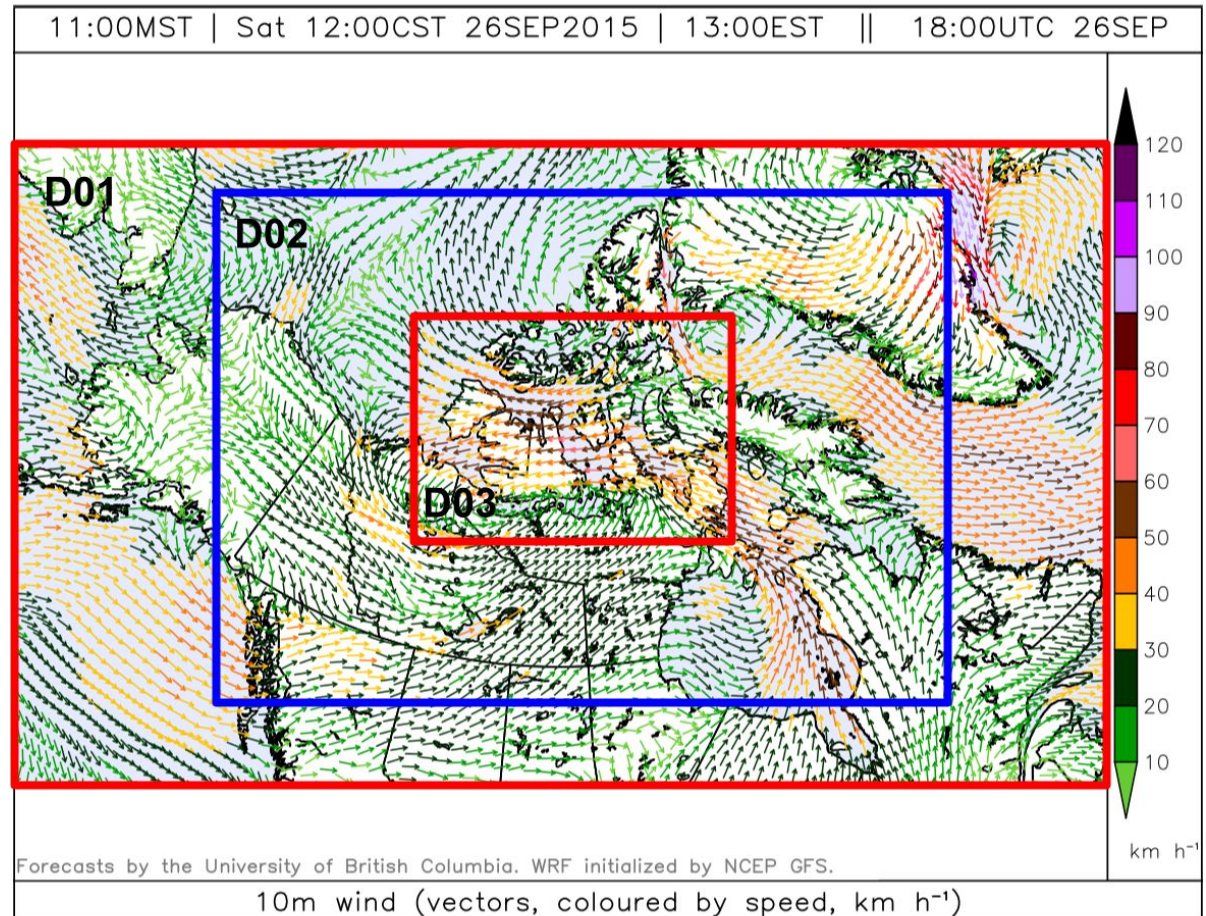 11:00MST | Sat 12:00CST 26SEP2015 | 13:00EST || 18:00UTC 26SEP
D01
D02
D03
120
110
100
90
80
70
60
50
40
30
20
10
km h⁻¹
Forecasts by the University of British Columbia. WRF initialized by NCEP GFS.
10m wind (vectors, coloured by speed, km h⁻¹)